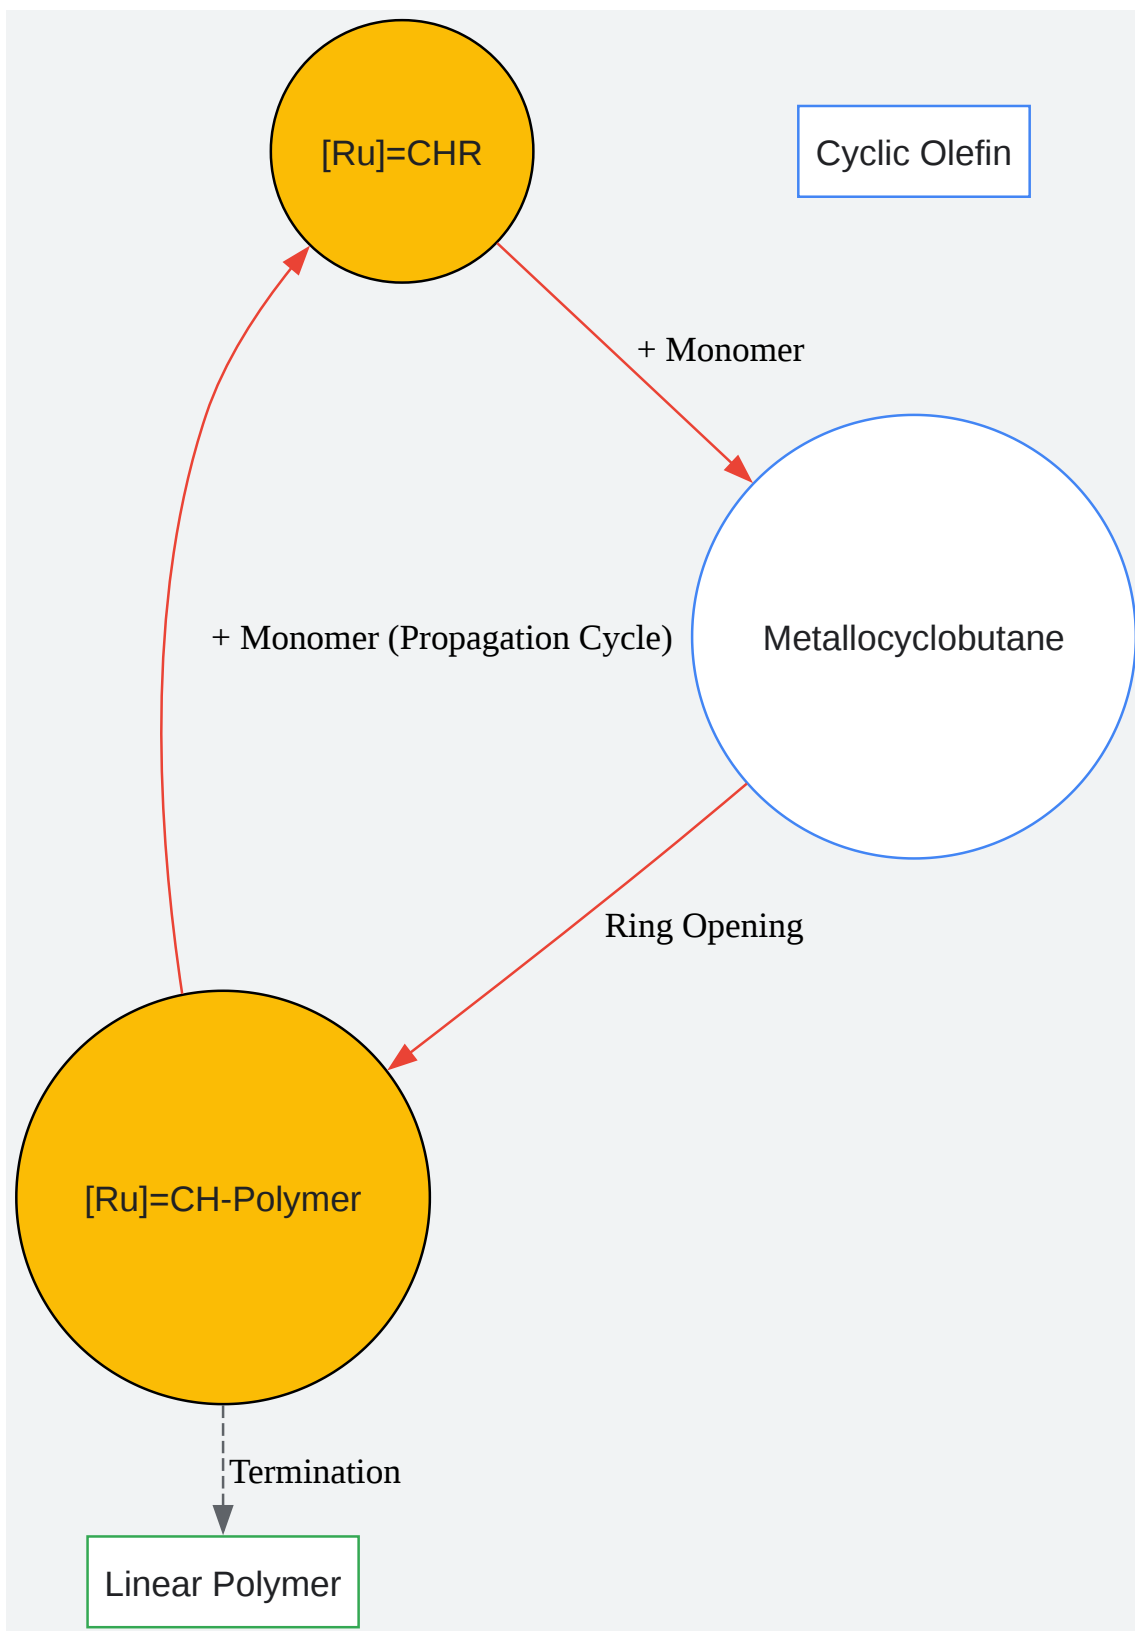 [Ru]=CHR
Cyclic Olefin
+ Monomer
+ Monomer (Propagation Cycle)
Metallocyclobutane
Ring Opening
[Ru]=CH-Polymer
Termination
Linear Polymer